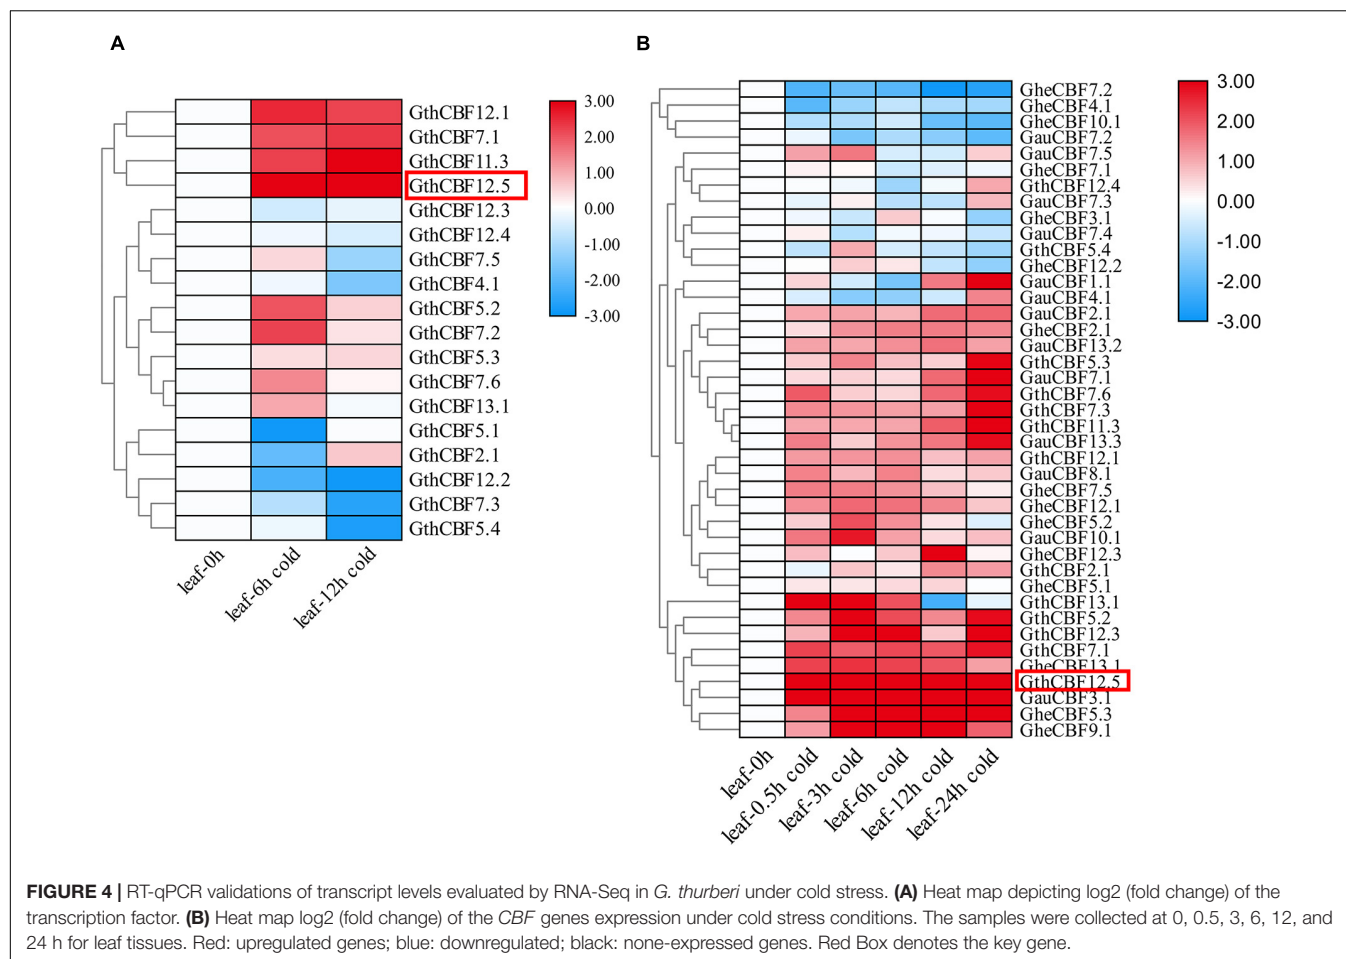 A
GthCBF12.1
GthCBF7.1
GthCBF11.3
GthCBF12.5
GthCBF12.3
GthCBF12.4
GthCBF7.5
GthCBF4.1
GthCBF5.2
GthCBF7.2
GthCBF5.3
GthCBF7.6
GthCBF13.1
GthCBF5.1
GthCBF2.1
GthCBF12.2
GthCBF7.3
GthCBF5.4
3.00
2.00
1.00
0.00
-1.00
-2.00
-3.00
leaf-0h
leaf-6h cold
leaf-12h cold
B
GheCBF7.2
GheCBF4.1
GheCBF10.1
GauCBF7.2
GauCBF7.5
GheCBF7.1
GthCBF12.4
GauCBF7.3
GheCBF3.1
GauCBF7.4
GthCBF5.4
GheCBF12.2
GauCBF1.1
GauCBF4.1
GauCBF2.1
GheCBF2.1
GauCBF13.2
GthCBF5.3
GauCBF7.1
GthCBF7.6
GthCBF7.3
GthCBF11.3
GauCBF13.3
GthCBF12.1
GauCBF8.1
GheCBF7.5
GheCBF12.1
GheCBF5.2
GauCBF10.1
GheCBF12.3
GthCBF2.1
GheCBF5.1
GthCBF13.1
GthCBF5.2
GthCBF12.3
GthCBF7.1
GheCBF13.1
GthCBF12.5
GauCBF3.1
GheCBF5.3
GheCBF9.1
3.00
2.00
1.00
0.00
-1.00
-2.00
-3.00
leaf-0h
leaf-0.5h cold
leaf-3h cold
leaf-6h cold
leaf-12h cold
leaf-24h cold
FIGURE 4 | RT-qPCR validations of transcript levels evaluated by RNA-Seq in G. thurberi under cold stress. (A) Heat map depicting log2 (fold change) of the
transcription factor. (B) Heat map log2 (fold change) of the CBF genes expression under cold stress conditions. The samples were collected at 0, 0.5, 3, 6, 12, and
24 h for leaf tissues. Red: upregulated genes; blue: downregulated; black: none-expressed genes. Red Box denotes the key gene.